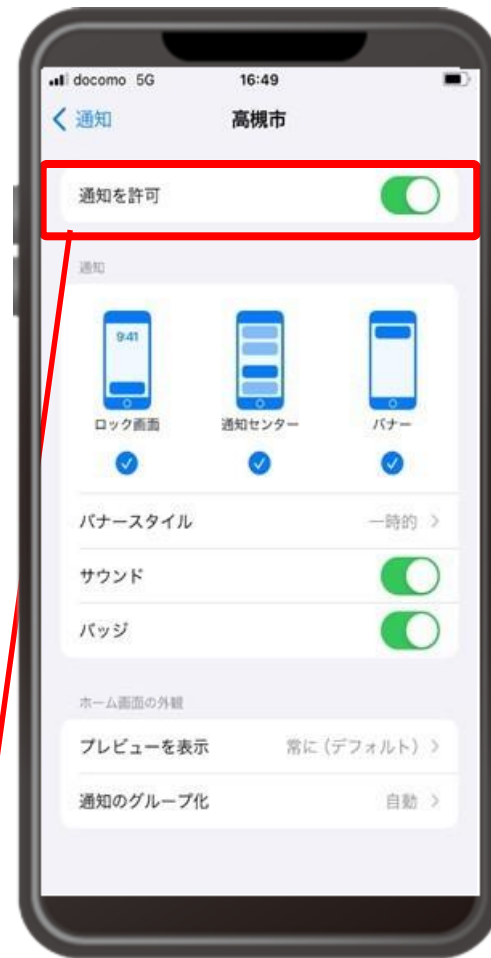 docomo 5G 16:49
通知 高槻市
通知を許可
通知
9:41
ロック画面 通知センター バナー
バナースタイル 一時的
サウンド
バッジ
ホーム画面の外観
プレビューを表示 常に (デフォルト)
通知のグループ化 自動